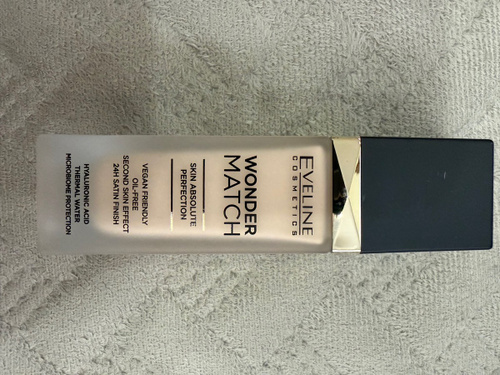 EVELINE
COSMETICS
WONDER
MATCH
SKIN ABSOLUTE
PERFECTION
VEGAN FRIENDLY
OIL-FREE
SECOND SKIN EFFECT
24H SATIN FINISH
HYALURONIC ACID
THERMAL WATER
MICROBIOME PROTECTION